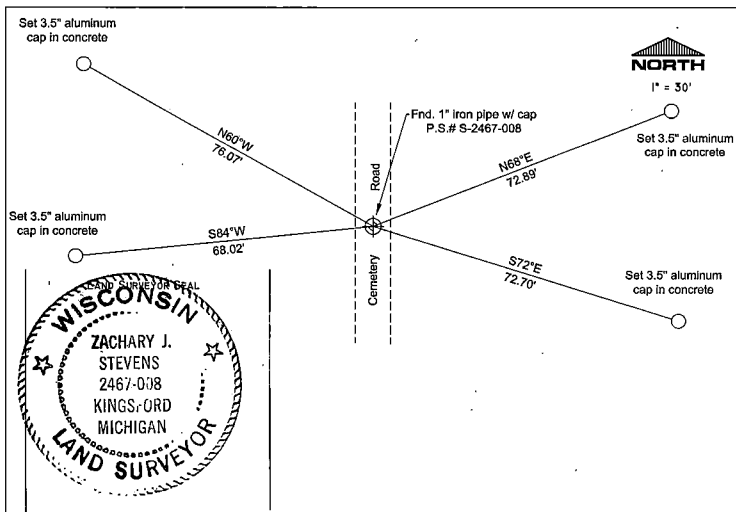 Set 3.5" aluminum
cap in concrete
NORTH
1" = 30'
Fnd. 1" iron pipe w/ cap
P.S.# S-2467-008
N60°W
76.07'
Road
N68°E
72.89'
Set 3.5" aluminum
cap in concrete
Set 3.5" aluminum
cap in concrete
S84°W
68.02'
Cemetery
S72°E
72.70'
Set 3.5" aluminum
cap in concrete
LAND SURVEYOR SEAL
WISCONSIN
ZACHARY J.
STEVENS
2467-008
KINGSFORD
MICHIGAN
LAND SURVEYOR